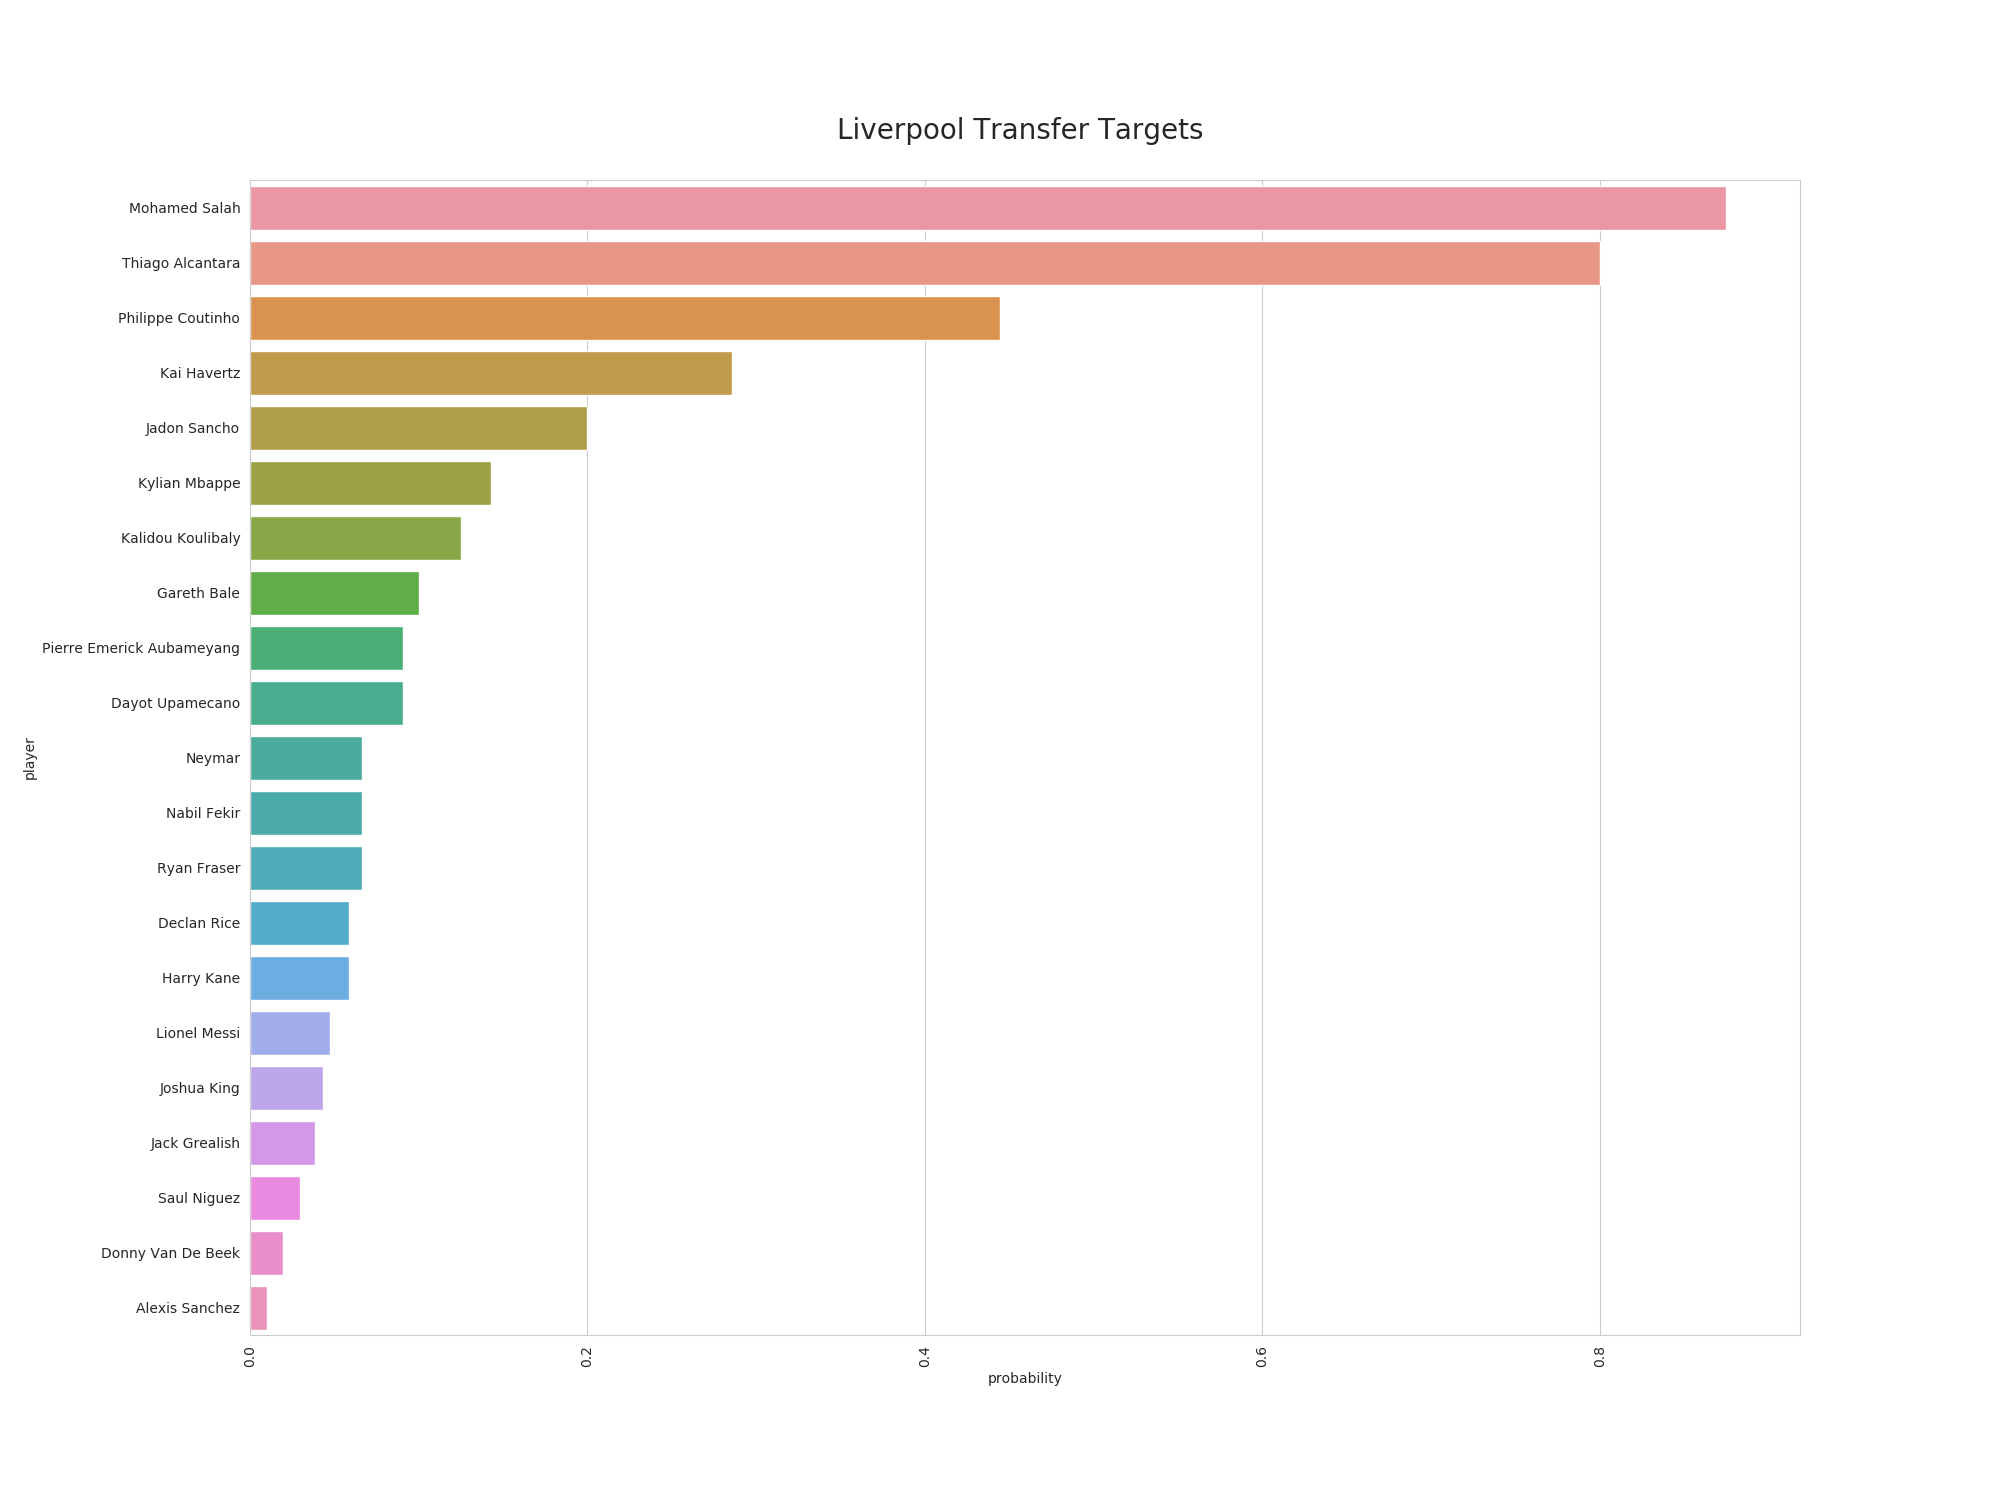 Liverpool Transfer Targets
Mohamed Salah
Thiago Alcantara
Philippe Coutinho
Kai Havertz
Jadon Sancho
Kylian Mbappe
Kalidou Koulibaly
Gareth Bale
Pierre Emerick Aubameyang
Dayot Upamecano
Neymar
Nabil Fekir
Ryan Fraser
Declan Rice
Harry Kane
Lionel Messi
Joshua King
Jack Grealish
Saul Niguez
Donny Van De Beek
Alexis Sanchez
player
0.0
0.2
0.4
0.6
0.8
probability